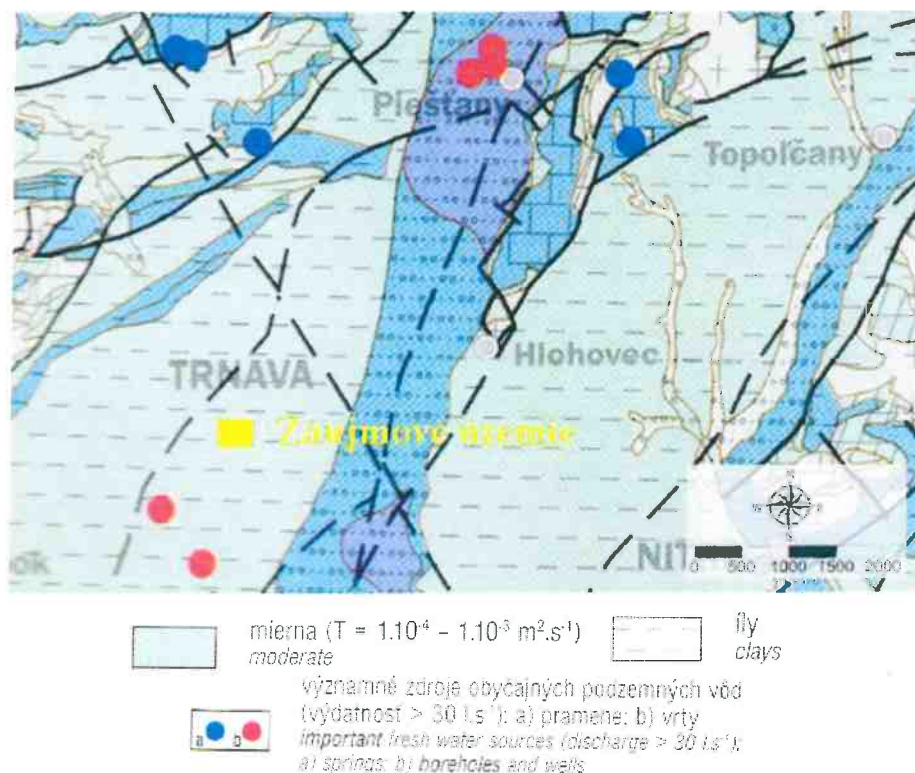 Piešťany
Topoľčany
Hlohovec
TRNAVA
Záujmové územie
NIT
0 500 1000 1500 2000
mierna (T = 1.10⁻⁴ – 1.10⁻³ m².s⁻¹)
moderate
íly
clays
významné zdroje obyčajných podzemných vôd
(výdatnosť > 30 l.s⁻¹): a) pramene: b) vrty
a b
important fresh water sources (discharge > 30 l.s⁻¹):
a) springs: b) boreholes and wells